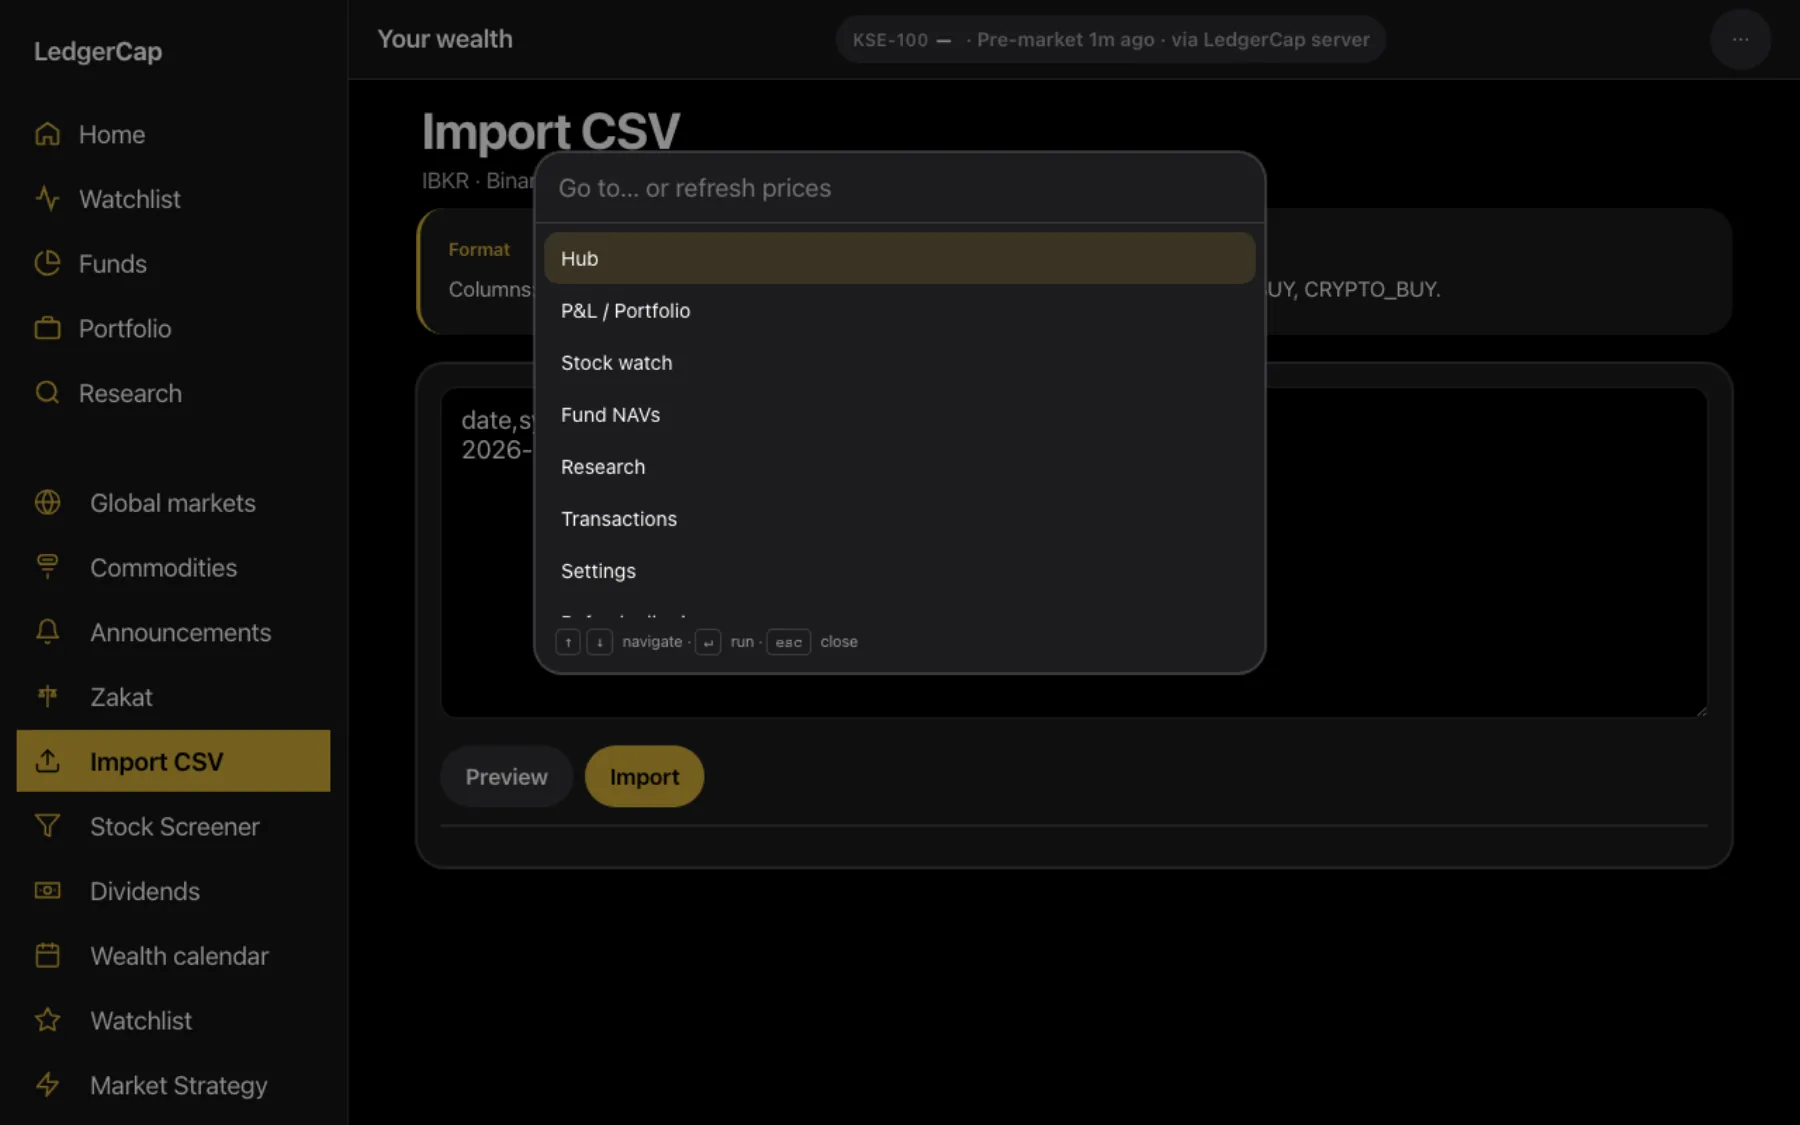 LedgerCap
Home
Watchlist
Funds
Portfolio
Research
Global markets
Commodities
Announcements
Zakat
Import CSV
Stock Screener
Dividends
Wealth calendar
Watchlist
Market Strategy
Your wealth
KSE-100 — · Pre-market 1m ago · via LedgerCap server
...
Import CSV
IBKR ·
Format
Columns: UY, CRYPTO_BUY.
2026-
Preview
Import
Go to... or refresh prices
Hub
P&L / Portfolio
Stock watch
Fund NAVs
Research
Transactions
Settings
↑ ↓ navigate · ↵ run · esc close